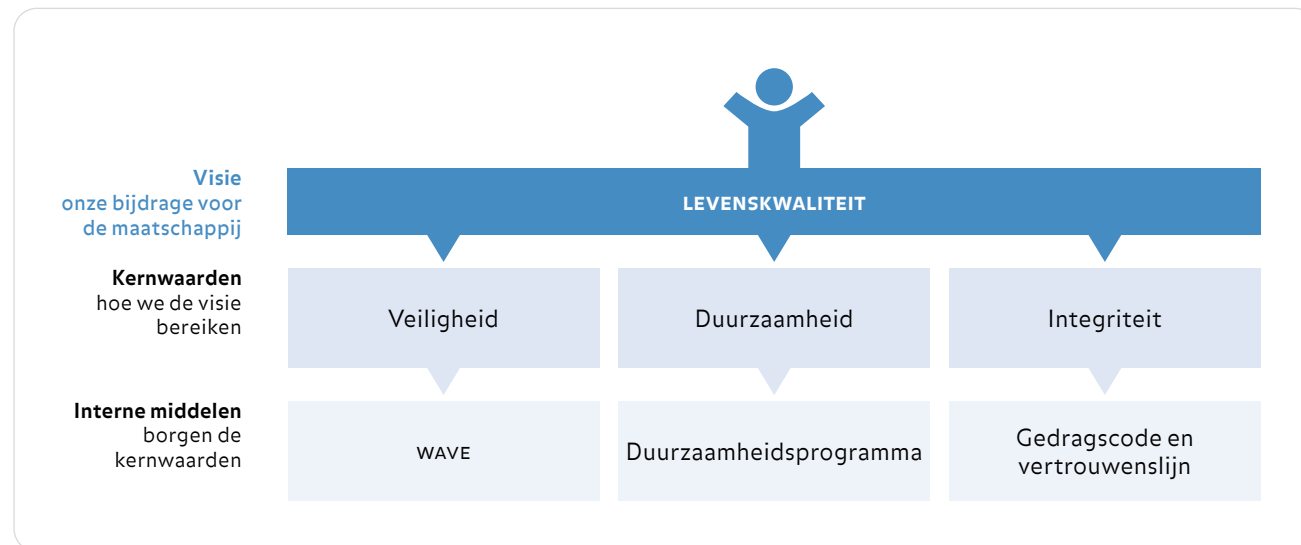 Visie
onze bijdrage voor
de maatschappij
LEVENSKWALITEIT
Kernwaarden
hoe we de visie
bereiken
Veiligheid
Duurzaamheid
Integriteit
Interne middelen
borgen de
kernwaarden
WAVE
Duurzaamheidsprogramma
Gedragscode en
vertrouwenslijn